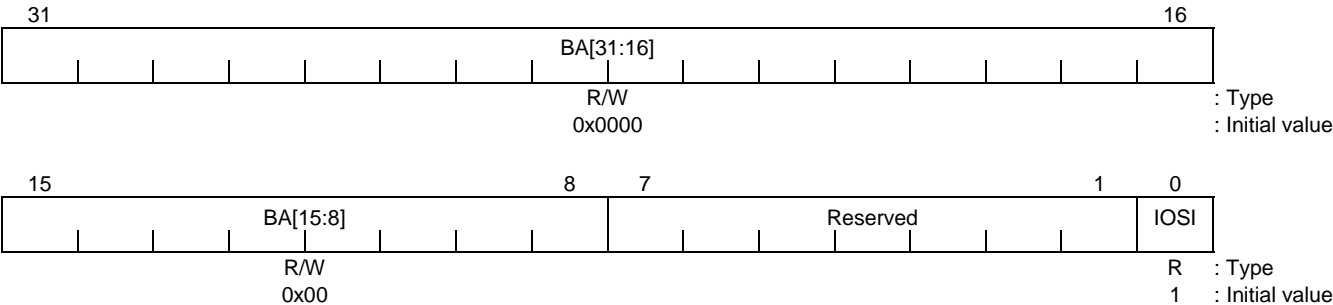 31 16
BA[31:16]
R/W : Type
0x0000 : Initial value
15 8 7 1 0
BA[15:8] Reserved IOSI
R/W R : Type
0x00 1 : Initial value